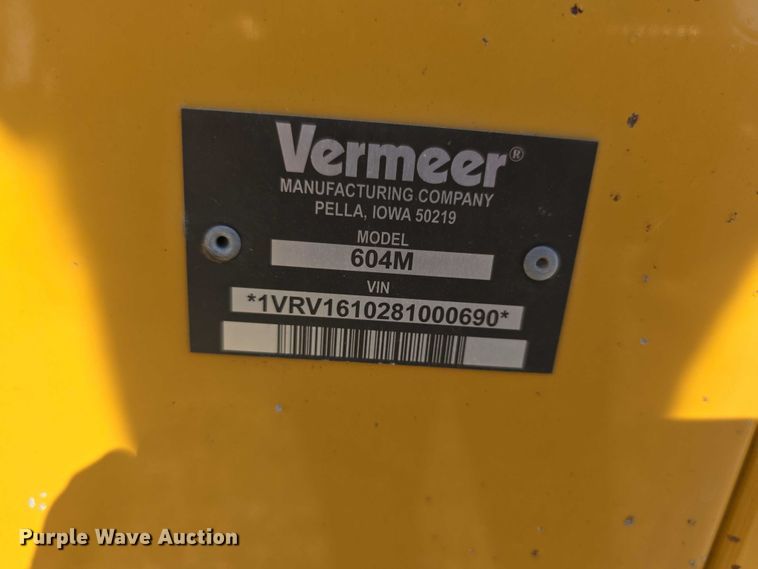 Vermeer®
MANUFACTURING COMPANY
PELLA, IOWA 50219
MODEL
604M
VIN
*1VRV1610281000690*
Purple Wave Auction